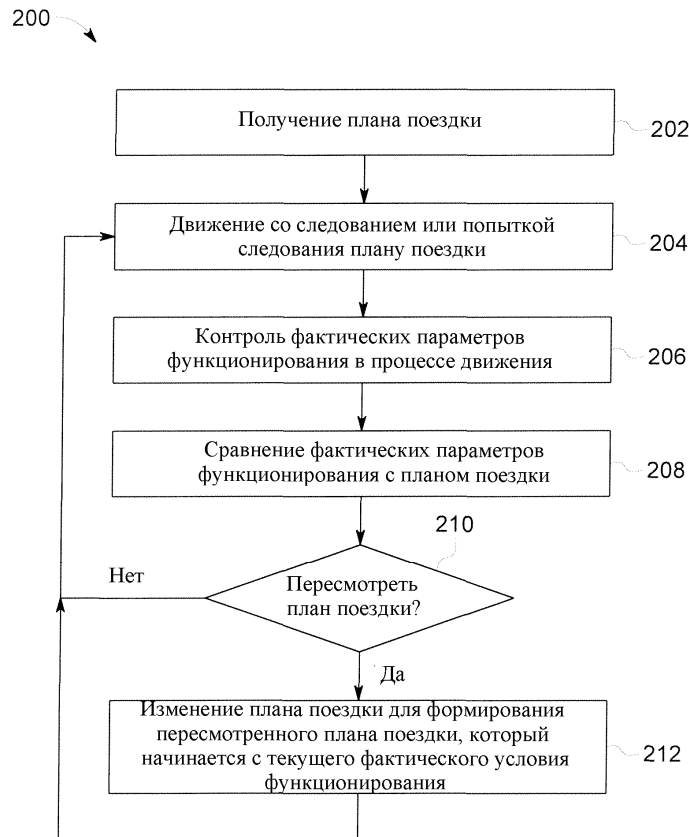 200
Получение плана поездки
202
Движение со следованием или попыткой
следования плану поездки
204
Контроль фактических параметров
функционирования в процессе движения
206
Сравнение фактических параметров
функционирования с планом поездки
208
210
Нет
Пересмотреть
план поездки?
Да
Изменение плана поездки для формирования
пересмотренного плана поездки, который
начинается с текущего фактического условия
функционирования
212